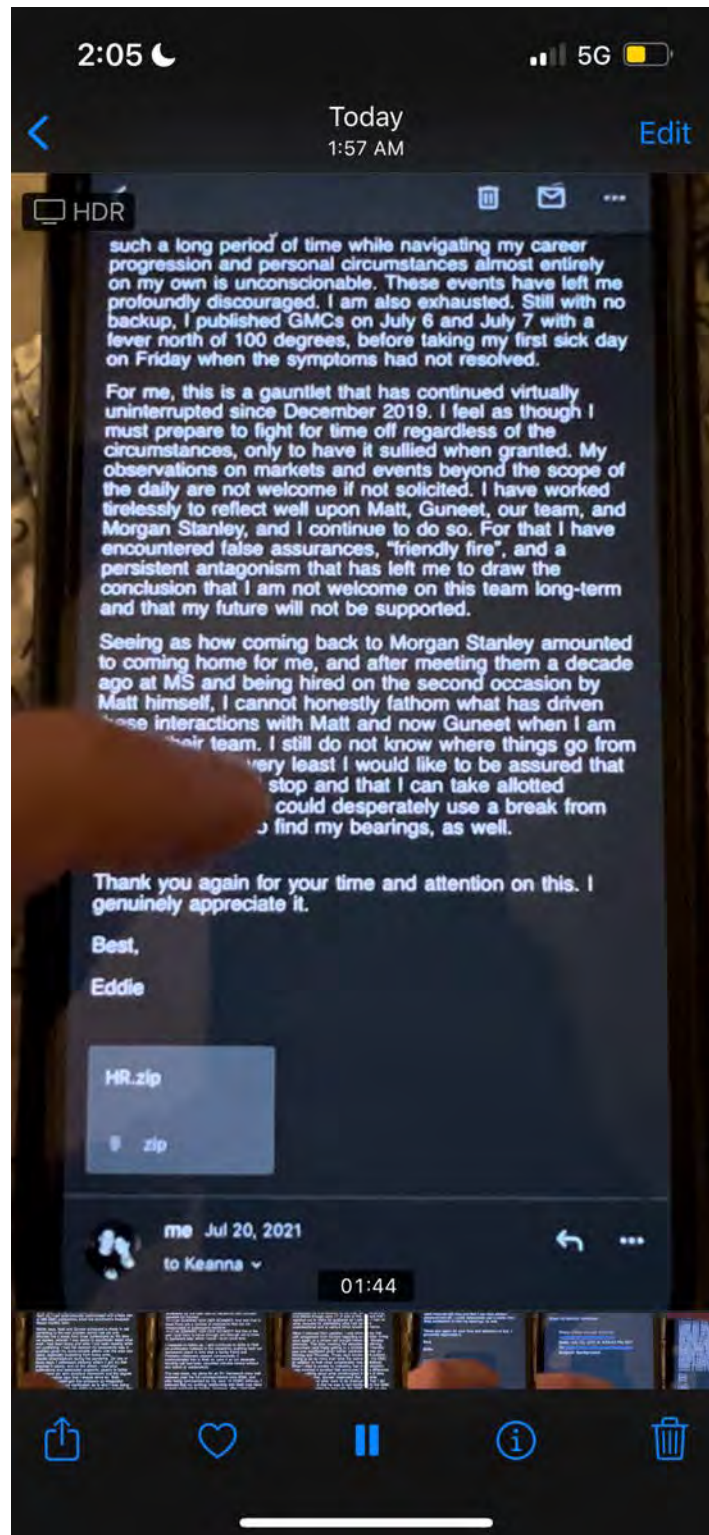 2:05
5G
Today
1:57 AM
Edit
HDR
such a long period of time while navigating my career
progression and personal circumstances almost entirely
on my own is unconscionable. These events have left me
profoundly discouraged. I am also exhausted. Still with no
backup, I published GMCs on July 6 and July 7 with a
fever north of 100 degrees, before taking my first sick day
on Friday when the symptoms had not resolved.
For me, this is a gauntlet that has continued virtually
uninterrupted since December 2019. I feel as though I
must prepare to fight for time off regardless of the
circumstances, only to have it sullied when granted. My
observations on markets and events beyond the scope of
the daily are not welcome if not solicited. I have worked
tirelessly to reflect well upon Matt, Guneet, our team, and
Morgan Stanley, and I continue to do so. For that I have
encountered false assurances, "friendly fire", and a
persistent antagonism that has left me to draw the
conclusion that I am not welcome on this team long-term
and that my future will not be supported.
Seeing as how coming back to Morgan Stanley amounted
to coming home for me, and after meeting them a decade
ago at MS and being hired on the second occasion by
Matt himself, I cannot honestly fathom what has driven
interactions with Matt and now Guneet when I am
team. I still do not know where things go from
very least I would like to be assured that
stop and that I can take allotted
could desperately use a break from
find my bearings, as well.
Thank you again for your time and attention on this. I
genuinely appreciate it.
Best,
Eddie
HR.zip
zip
me Jul 20, 2021
to Keanna
01:44